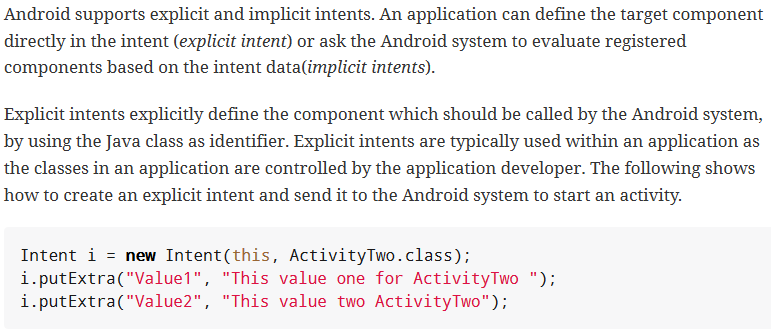 Android supports explicit and implicit intents. An application can define the target component
directly in the intent (explicit intent) or ask the Android system to evaluate registered
components based on the intent data(implicit intents).
Explicit intents explicitly define the component which should be called by the Android system,
by using the Java class as identifier. Explicit intents are typically used within an application as
the classes in an application are controlled by the application developer. The following shows
how to create an explicit intent and send it to the Android system to start an activity.
Intent i = new Intent(this, ActivityTwo.class);
i.putExtra("Value1", "This value one for ActivityTwo ");
i.putExtra("Value2", "This value two ActivityTwo");